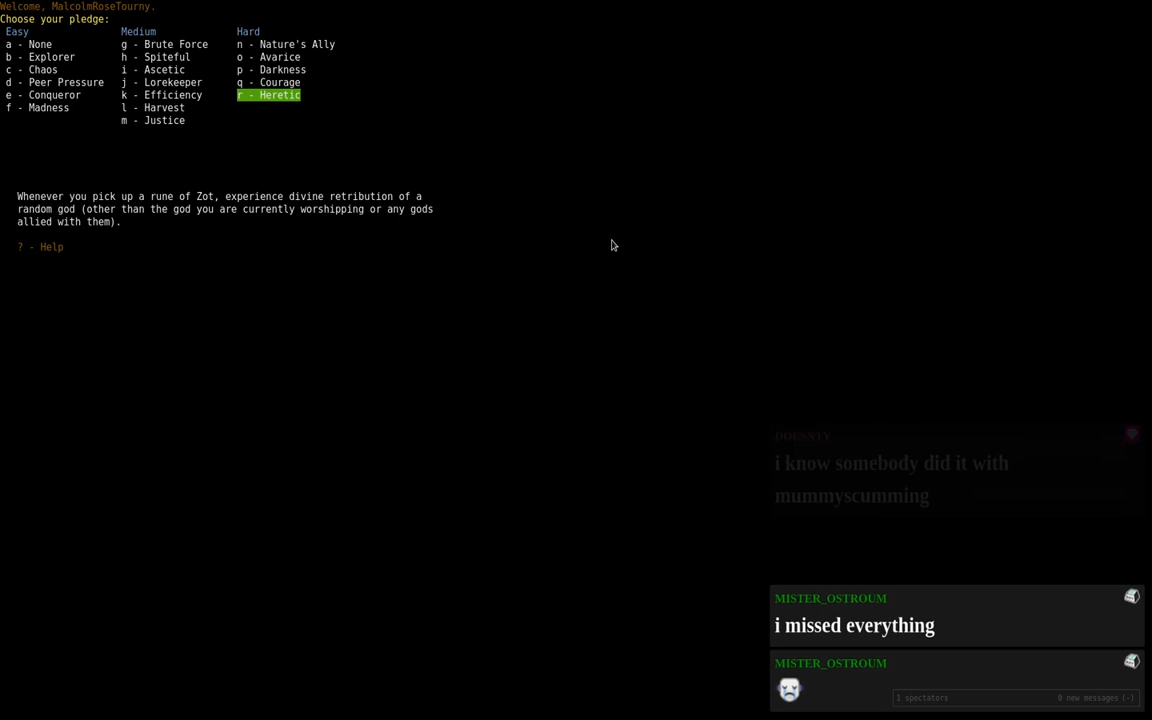 Welcome, MalcolmRoseTourny.
Choose your pledge:
Easy Medium Hard
a - None g - Brute Force n - Nature's Ally
b - Explorer h - Spiteful o - Avarice
c - Chaos i - Ascetic p - Darkness
d - Peer Pressure j - Lorekeeper q - Courage
e - Conqueror k - Efficiency r - Heretic
f - Madness l - Harvest
m - Justice
Whenever you pick up a rune of Zot, experience divine retribution of a
random god (other than the god you are currently worshipping or any gods
allied with them).
? - Help
i know somebody did it with
mummyscumming
MISTER_OSTROUM
i missed everything
MISTER_OSTROUM
1 spectators 0 new messages (-)